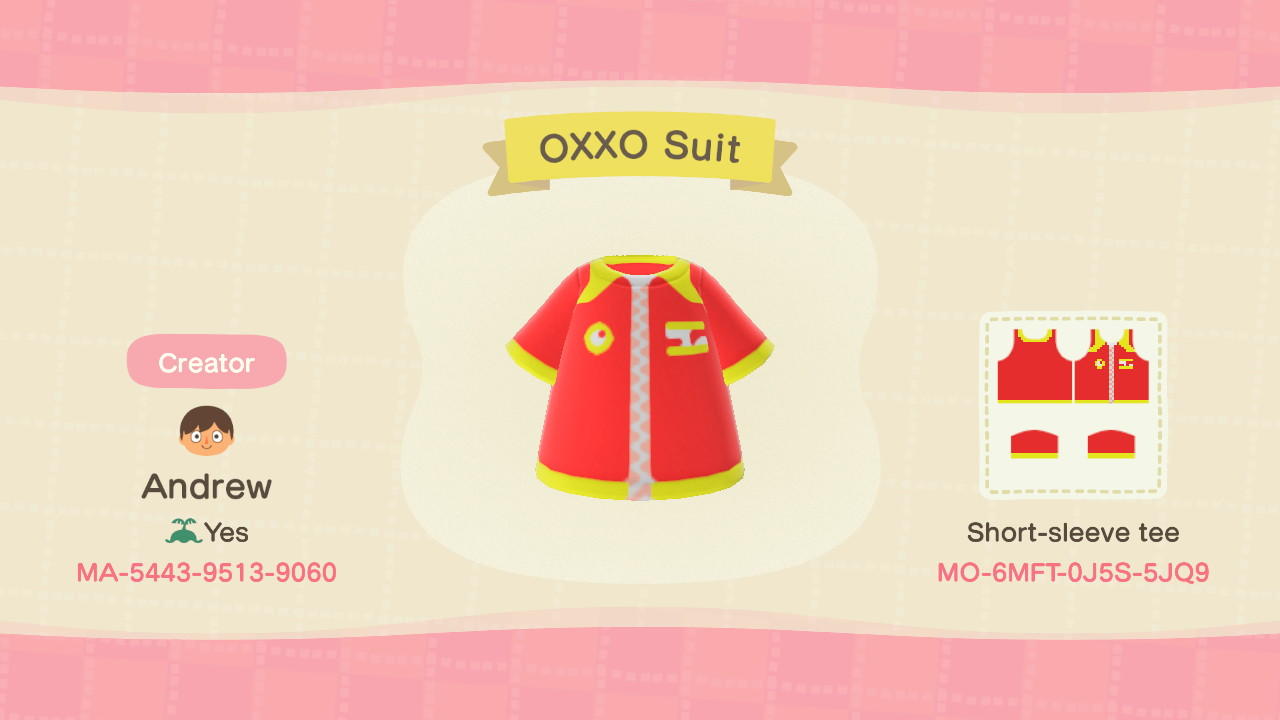 OXXO Suit
Creator
Andrew
Yes
MA-5443-9513-9060
Short-sleeve tee
MO-6MFT-0J5S-5JQ9